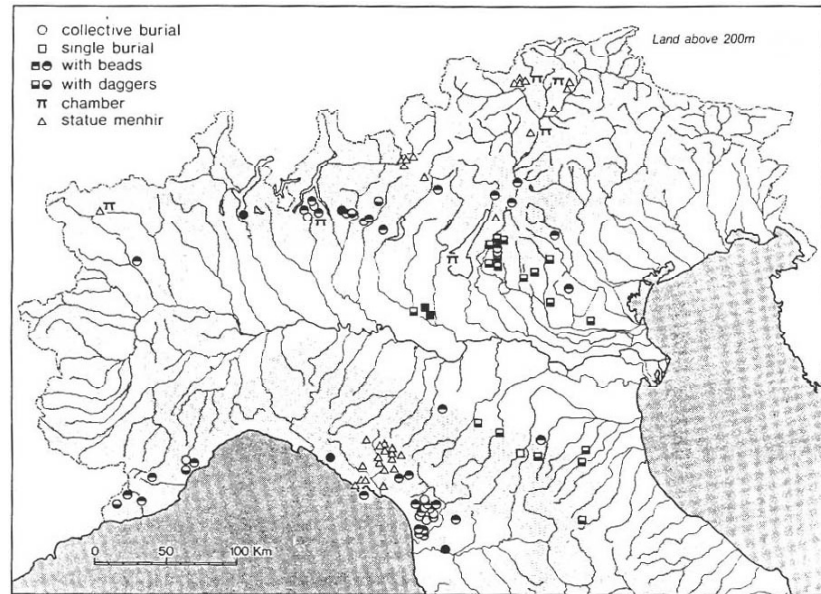 collective burial
single burial
with beads
with daggers
chamber
statue menhir
Land above 200m
0 50 100 Km